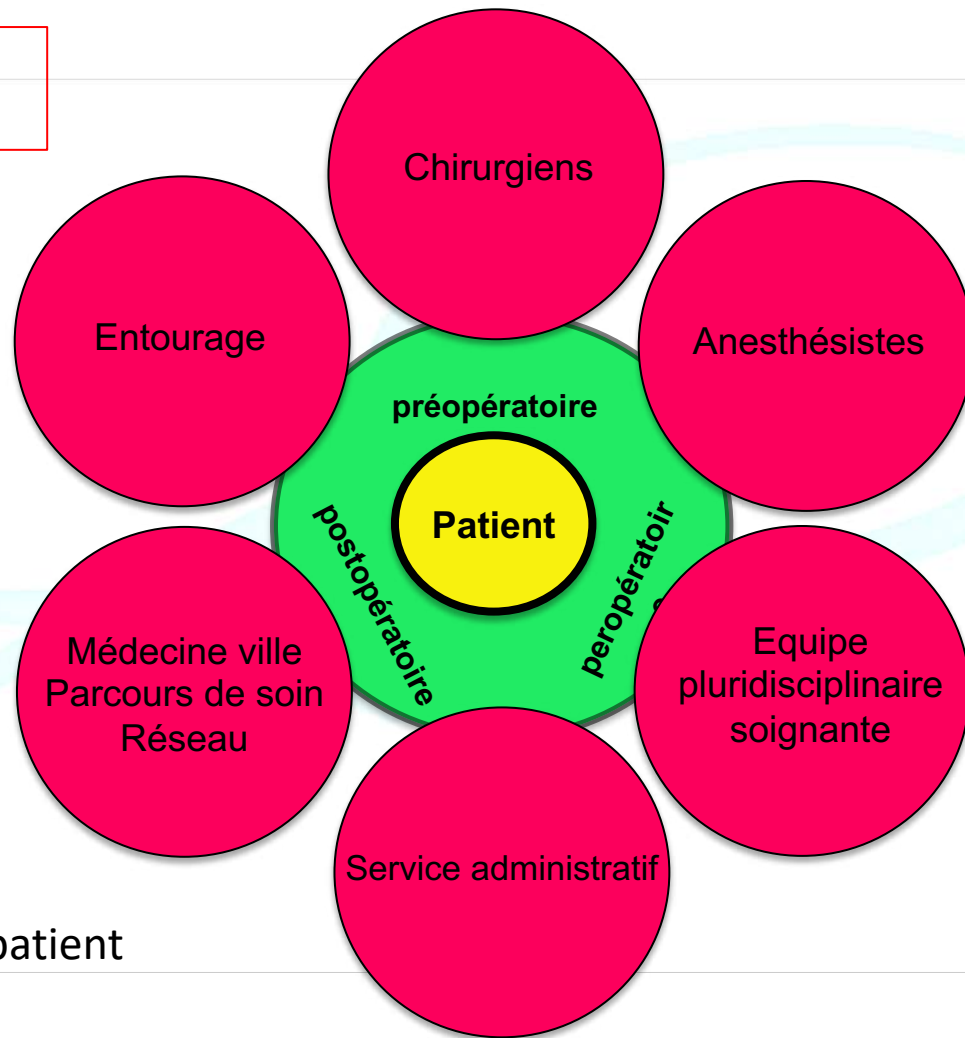 Chirurgiens
Entourage
Anesthésistes
préopératoire
Patient
postopératoire
peropératoir
Médecine ville
Parcours de soin
Réseau
Equipe
pluridisciplinaire
soignante
Service administratif
patient